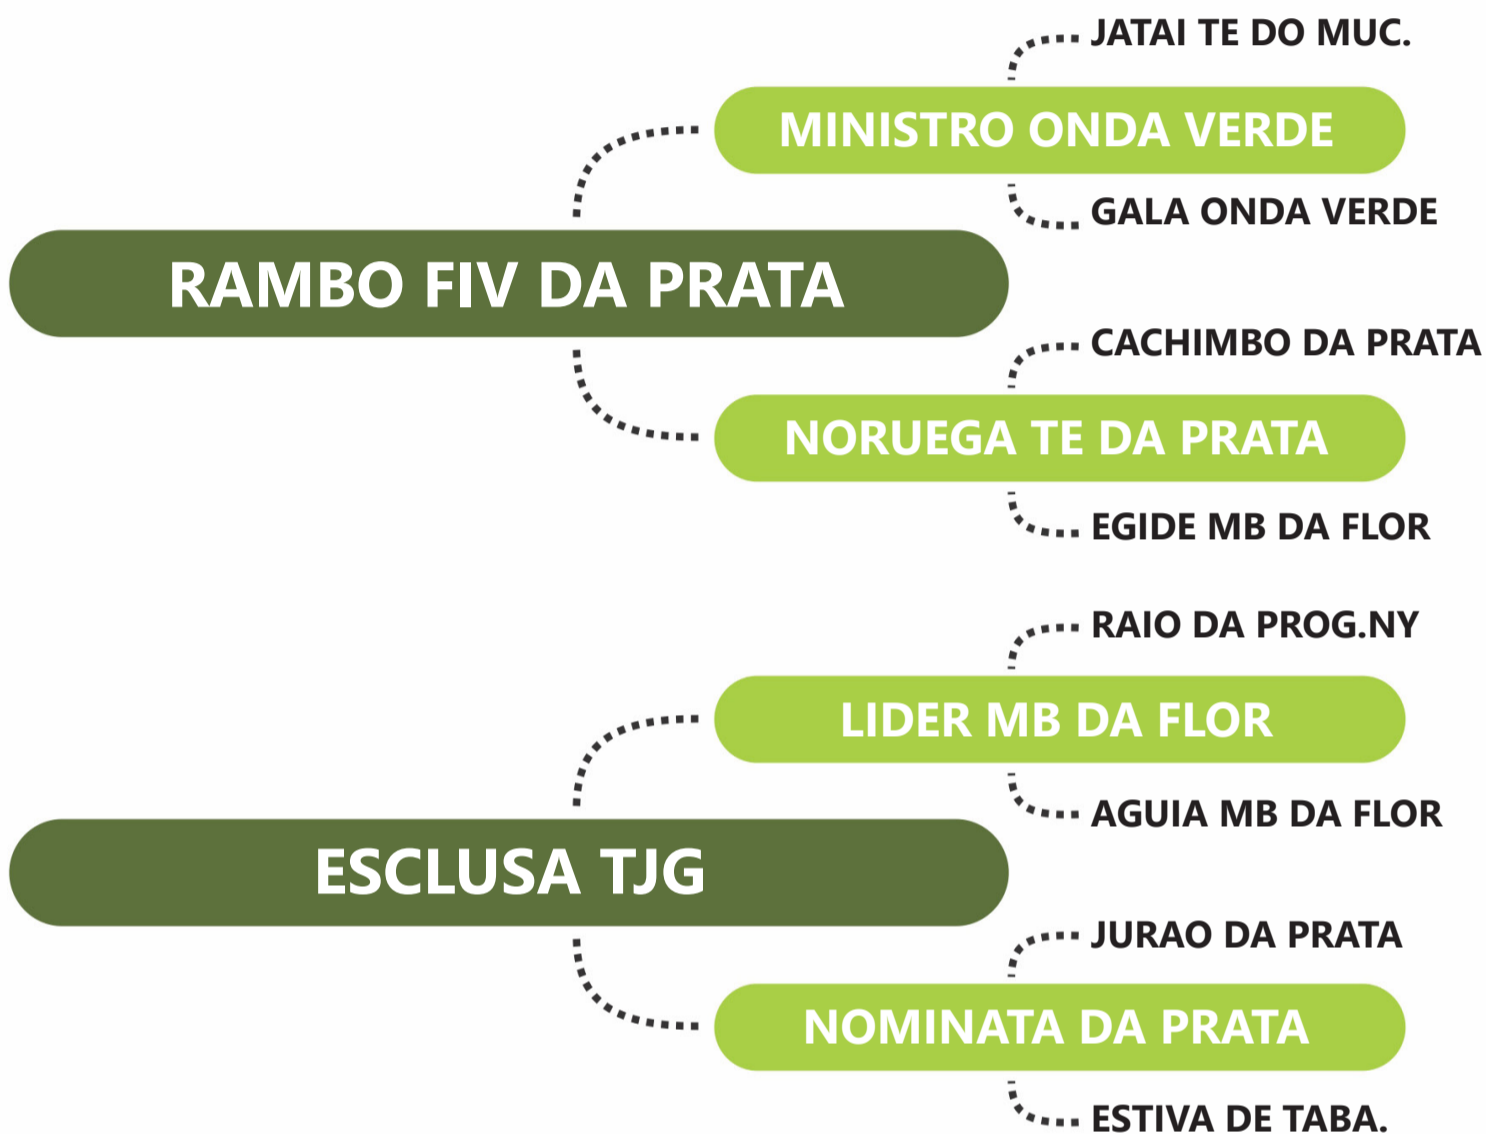 JATAI TE DO MUC.
MINISTRO ONDA VERDE
GALA ONDA VERDE
RAMBO FIV DA PRATA
CACHIMBO DA PRATA
NORUEGA TE DA PRATA
EGIDE MB DA FLOR
RAIO DA PROG.NY
LIDER MB DA FLOR
AGUIA MB DA FLOR
ESCLUSA TJG
JURAO DA PRATA
NOMINATA DA PRATA
ESTIVA DE TABA.